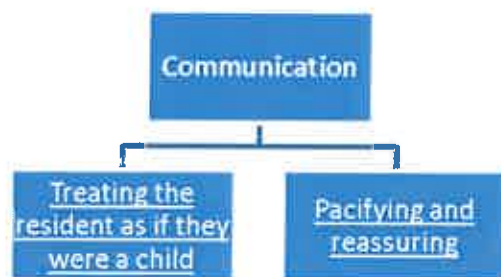 Communication
Treating the
resident as if they
were a child
Pacifying and
reassuring